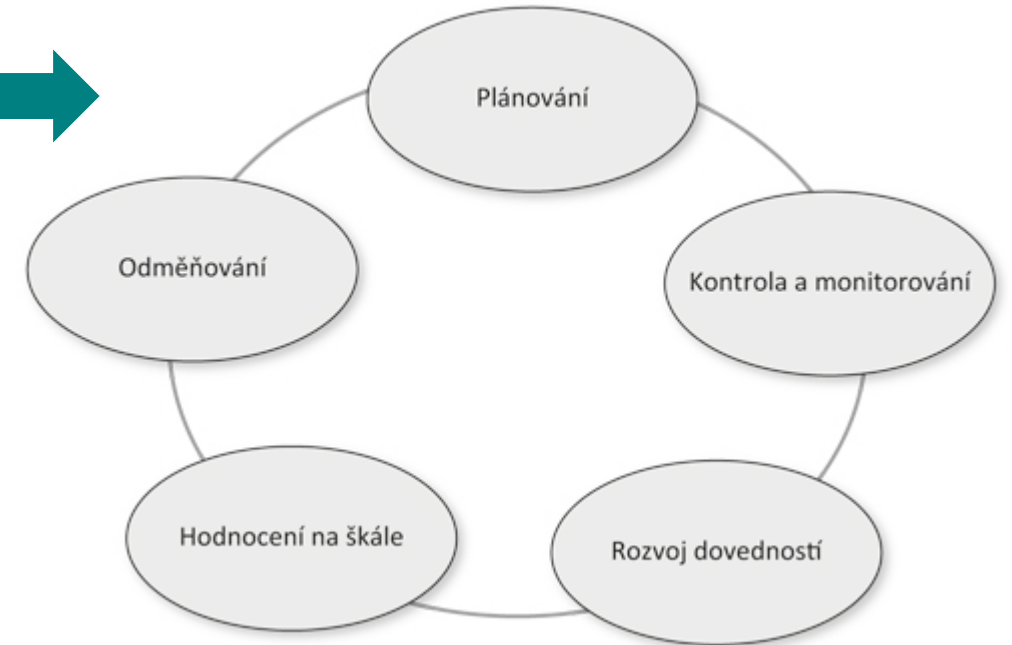 Plánování
Kontrola a monitorování
Rozvoj dovedností
Hodnocení na škále
Odměňování